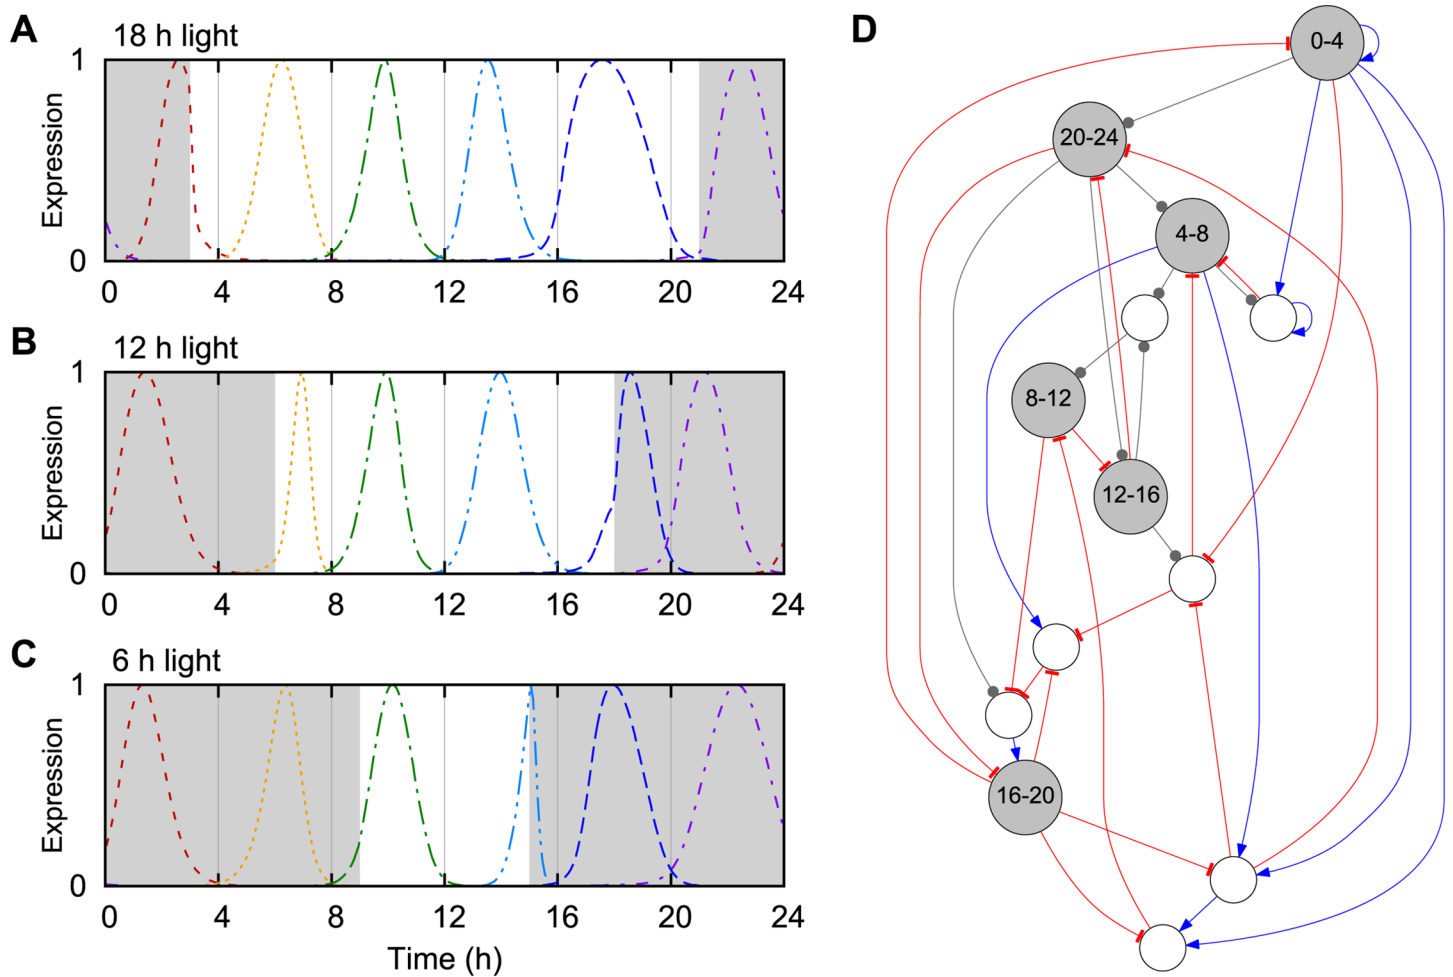 A
18 h light
1
Expression
0
0 4 8 12 16 20 24
B
12 h light
1
Expression
0
0 4 8 12 16 20 24
C
6 h light
1
Expression
0
0 4 8 12 16 20 24
Time (h)
D
0-4
20-24
4-8
8-12
12-16
16-20